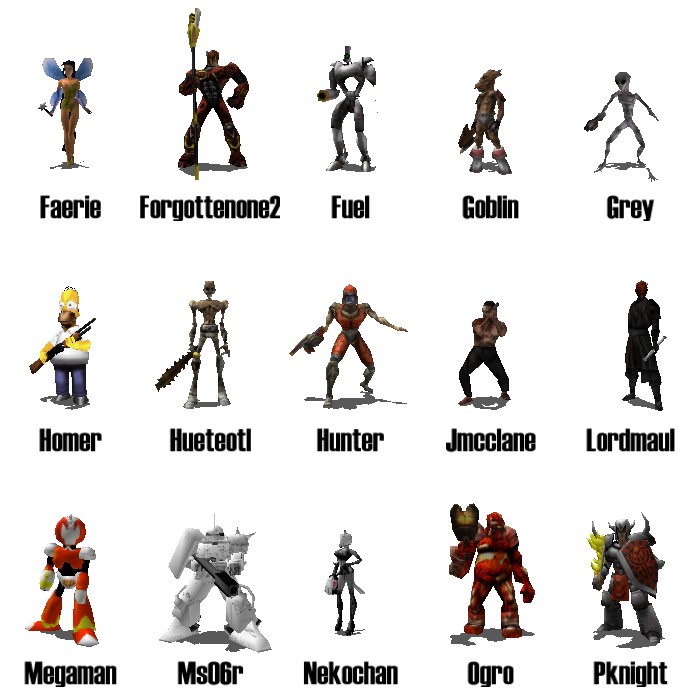 Faerie Forgottenone2 Fuel Goblin Grey
Homer Hueteotl Hunter Jmcclane Lordmaul
Megaman Ms06r Nekochan Ogro Pknight